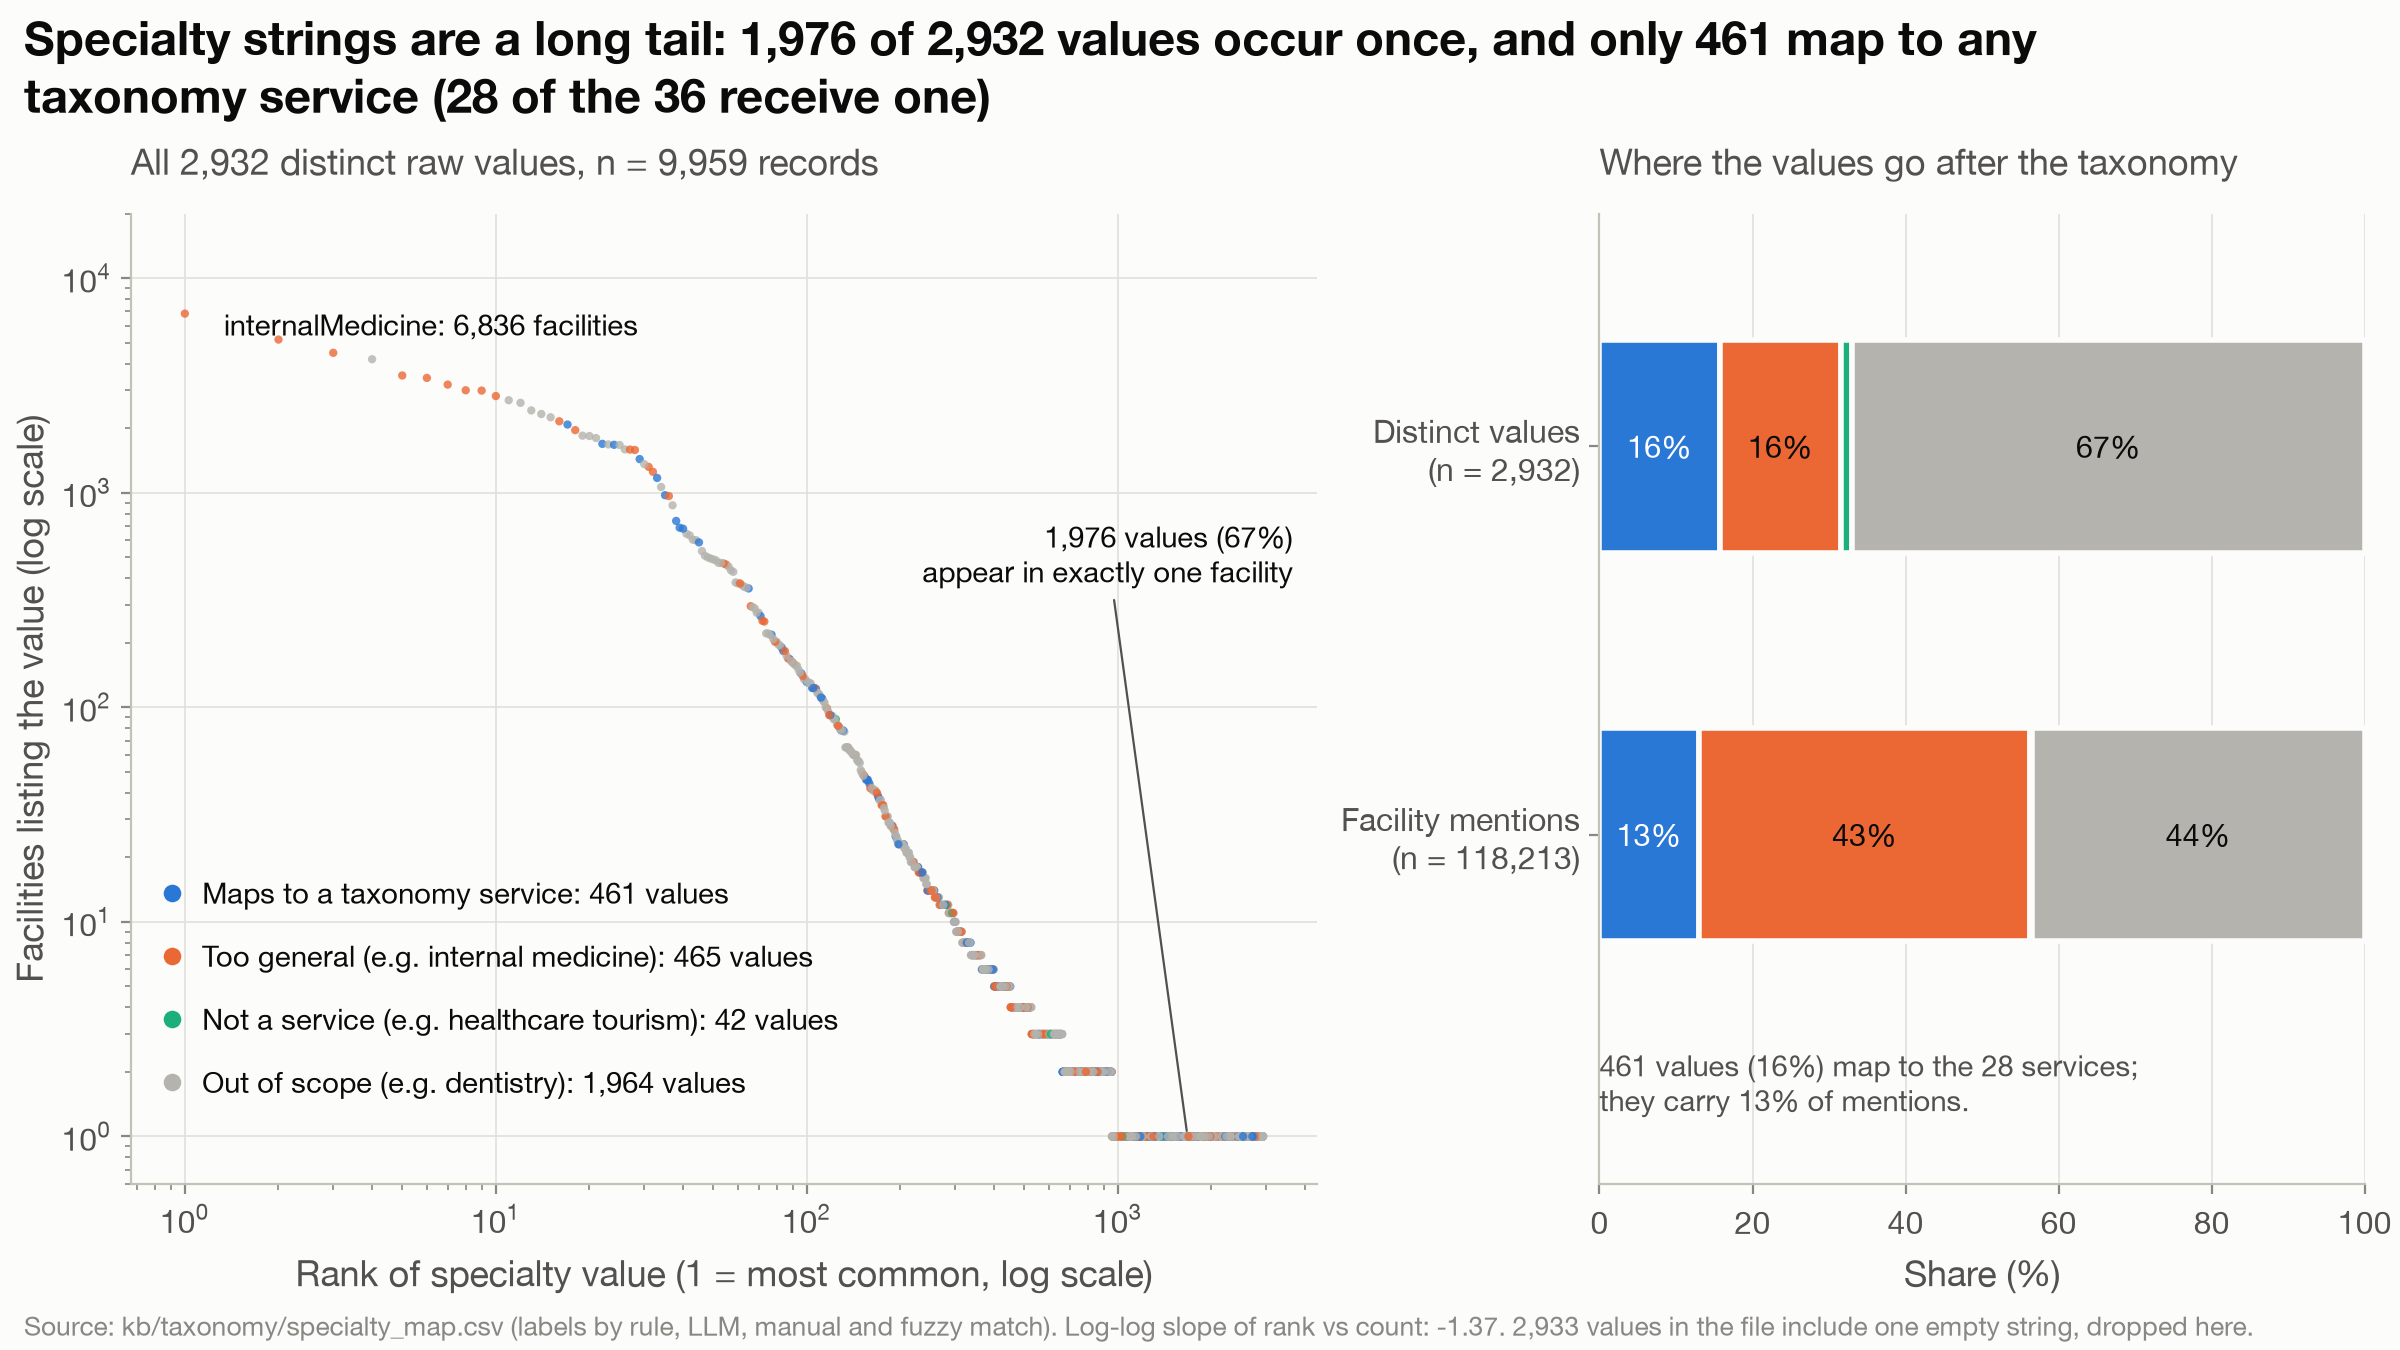 Specialty strings are a long tail: 1,976 of 2,932 values occur once, and only 461 map to any
taxonomy service (28 of the 36 receive one)
All 2,932 distinct raw values, n = 9,959 records
Facilities listing the value (log scale)
10⁴
10³
10²
10¹
10⁰
internalMedicine: 6,836 facilities
1,976 values (67%)
appear in exactly one facility
Maps to a taxonomy service: 461 values
Too general (e.g. internal medicine): 465 values
Not a service (e.g. healthcare tourism): 42 values
Out of scope (e.g. dentistry): 1,964 values
10⁰ 10¹ 10² 10³
Rank of specialty value (1 = most common, log scale)
Where the values go after the taxonomy
Distinct values
(n = 2,932)
16% 16% 67%
Facility mentions
(n = 118,213)
13% 43% 44%
461 values (16%) map to the 28 services;
they carry 13% of mentions.
0 20 40 60 80 100
Share (%)
Source: kb/taxonomy/specialty_map.csv (labels by rule, LLM, manual and fuzzy match). Log-log slope of rank vs count: -1.37. 2,933 values in the file include one empty string, dropped here.